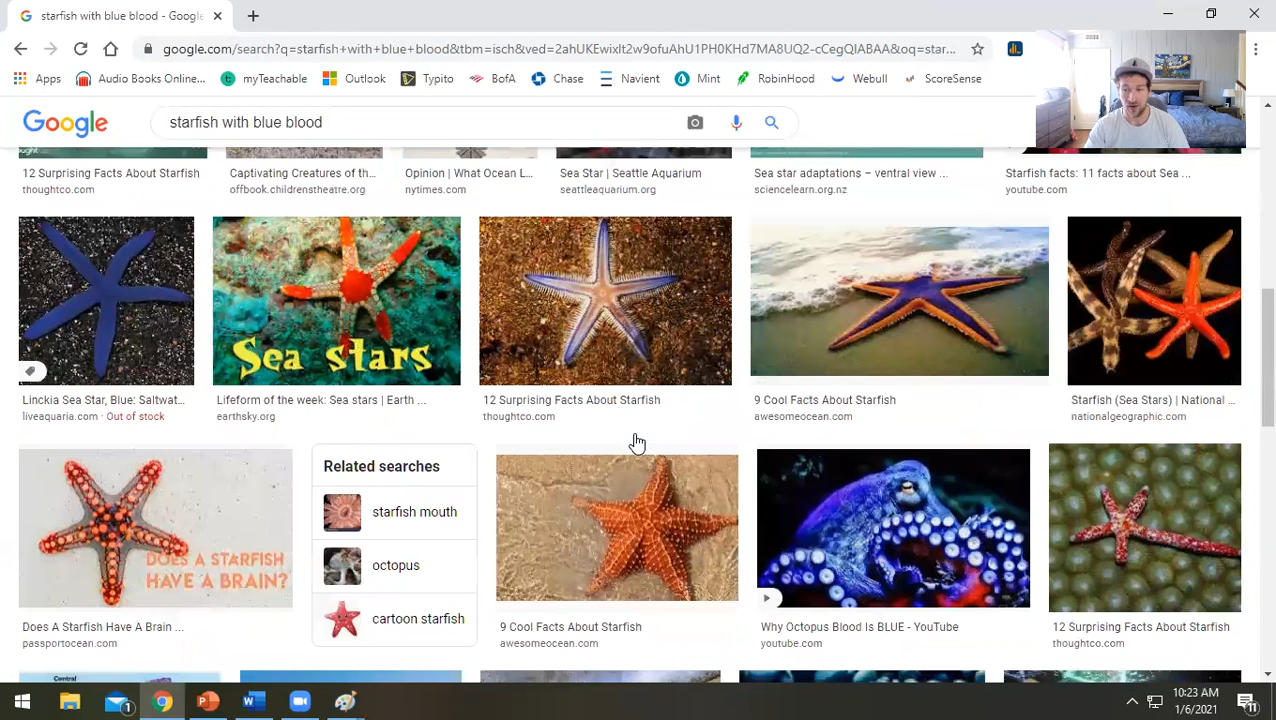 starfish with blue blood - Google
google.com/search?q=starfish+with+blue+blood&tbm=isch&ved=2ahUKEwixIt2w9ofuAhU1PH0KHd7MA8UQ2-cCegQIABAA&oq=star...
Apps
Audio Books Online...
myTeachable
Outlook
Typito
BofA
Chase
Navient
Mint
RobinHood
Webull
ScoreSense
Google
starfish with blue blood
12 Surprising Facts About Starfish
thoughtco.com
Captivating Creatures of th...
offbook.childrenstheatre.org
Opinion | What Ocean L...
nytimes.com
Sea Star | Seattle Aquarium
seattleaquarium.org
Sea star adaptations – ventral view ...
sciencelearn.org.nz
Starfish facts: 11 facts about Sea ...
youtube.com
Sea stars
Linckia Sea Star, Blue: Saltwat...
liveaquaria.com · Out of stock
Lifeform of the week: Sea stars | Earth ...
earthsky.org
12 Surprising Facts About Starfish
thoughtco.com
9 Cool Facts About Starfish
awesomeocean.com
Starfish (Sea Stars) | National ...
nationalgeographic.com
DOES A STARFISH
HAVE A BRAIN?
Does A Starfish Have A Brain ...
passportocean.com
Related searches
starfish mouth
octopus
cartoon starfish
9 Cool Facts About Starfish
awesomeocean.com
Why Octopus Blood Is BLUE - YouTube
youtube.com
12 Surprising Facts About Starfish
thoughtco.com
Central
1
10:23 AM
1/6/2021
11